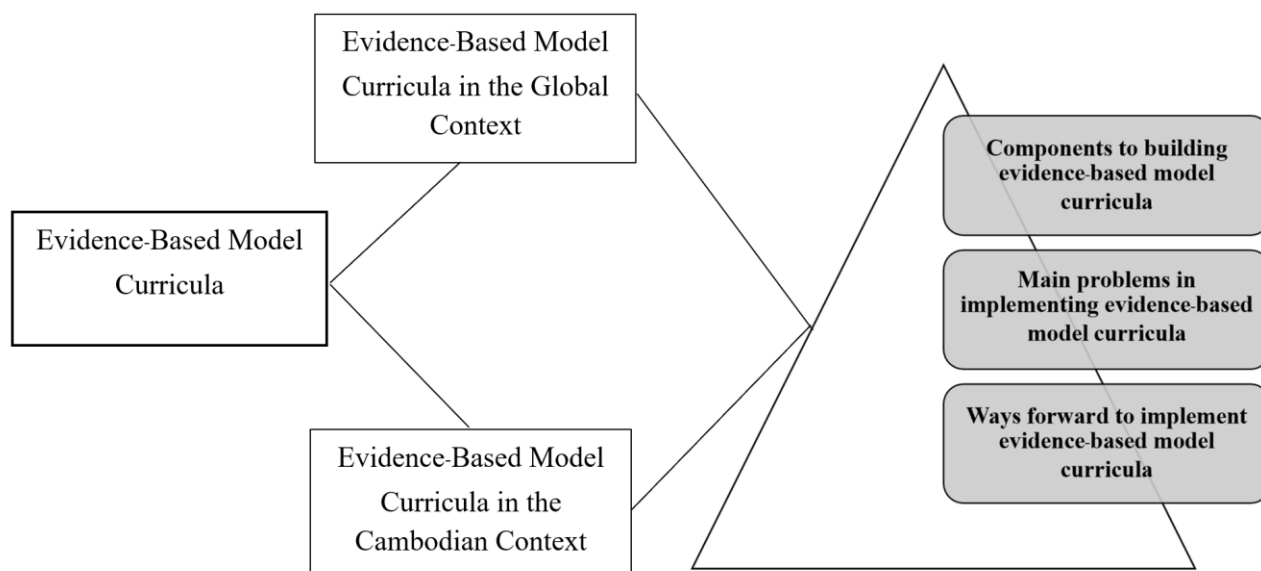 Evidence-Based Model
Curricula
Evidence-Based Model
Curricula in the Global
Context
Evidence-Based Model
Curricula in the
Cambodian Context
Components to building
evidence-based model
curricula
Main problems in
implementing evidence-based
model curricula
Ways forward to implement
evidence-based model
curricula